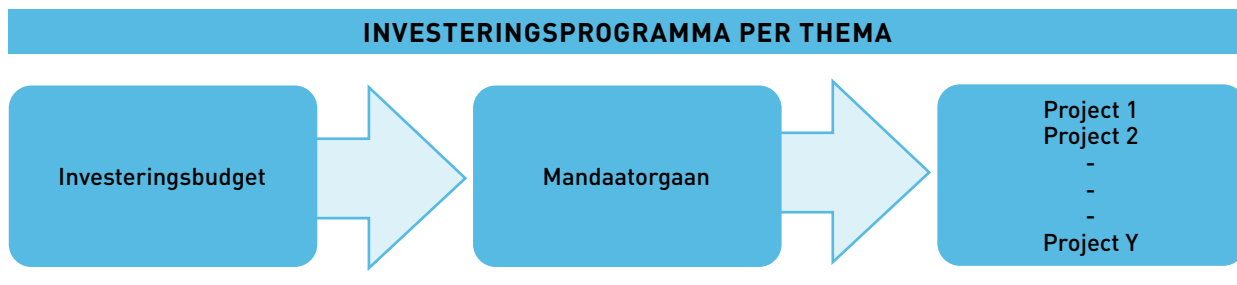 INVESTERINGSPROGRAMMA PER THEMA
Investeringsbudget
Mandaatorgaan
Project 1
Project 2
-
-
-
Project Y